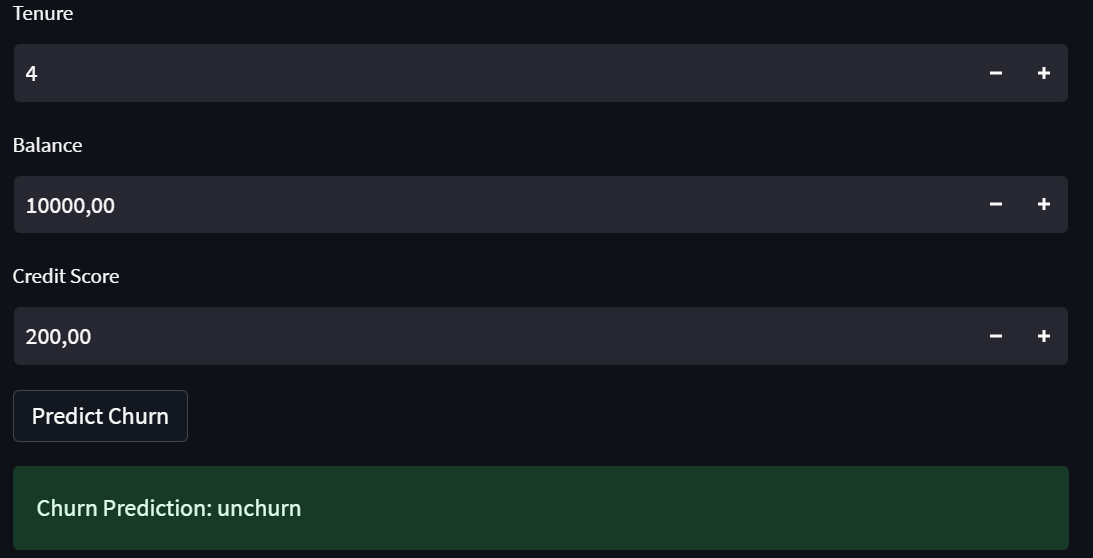 Tenure
4
Balance
10000,00
Credit Score
200,00
Predict Churn
Churn Prediction: unchurn